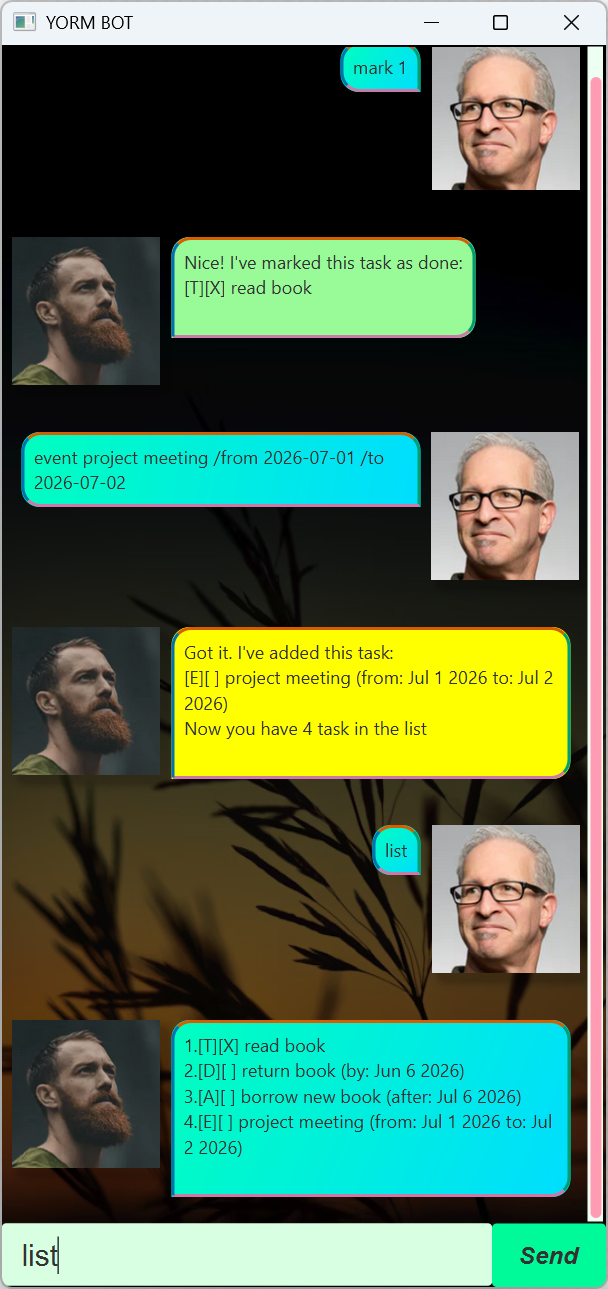 YORM BOT
mark 1
Nice! I've marked this task as done:
[T][X] read book
event project meeting /from 2026-07-01 /to
2026-07-02
Got it. I've added this task:
[E][ ] project meeting (from: Jul 1 2026 to: Jul 2
2026)
Now you have 4 task in the list
list
1.[T][X] read book
2.[D][ ] return book (by: Jun 6 2026)
3.[A][ ] borrow new book (after: Jul 6 2026)
4.[E][ ] project meeting (from: Jul 1 2026 to: Jul
2 2026)
list
Send